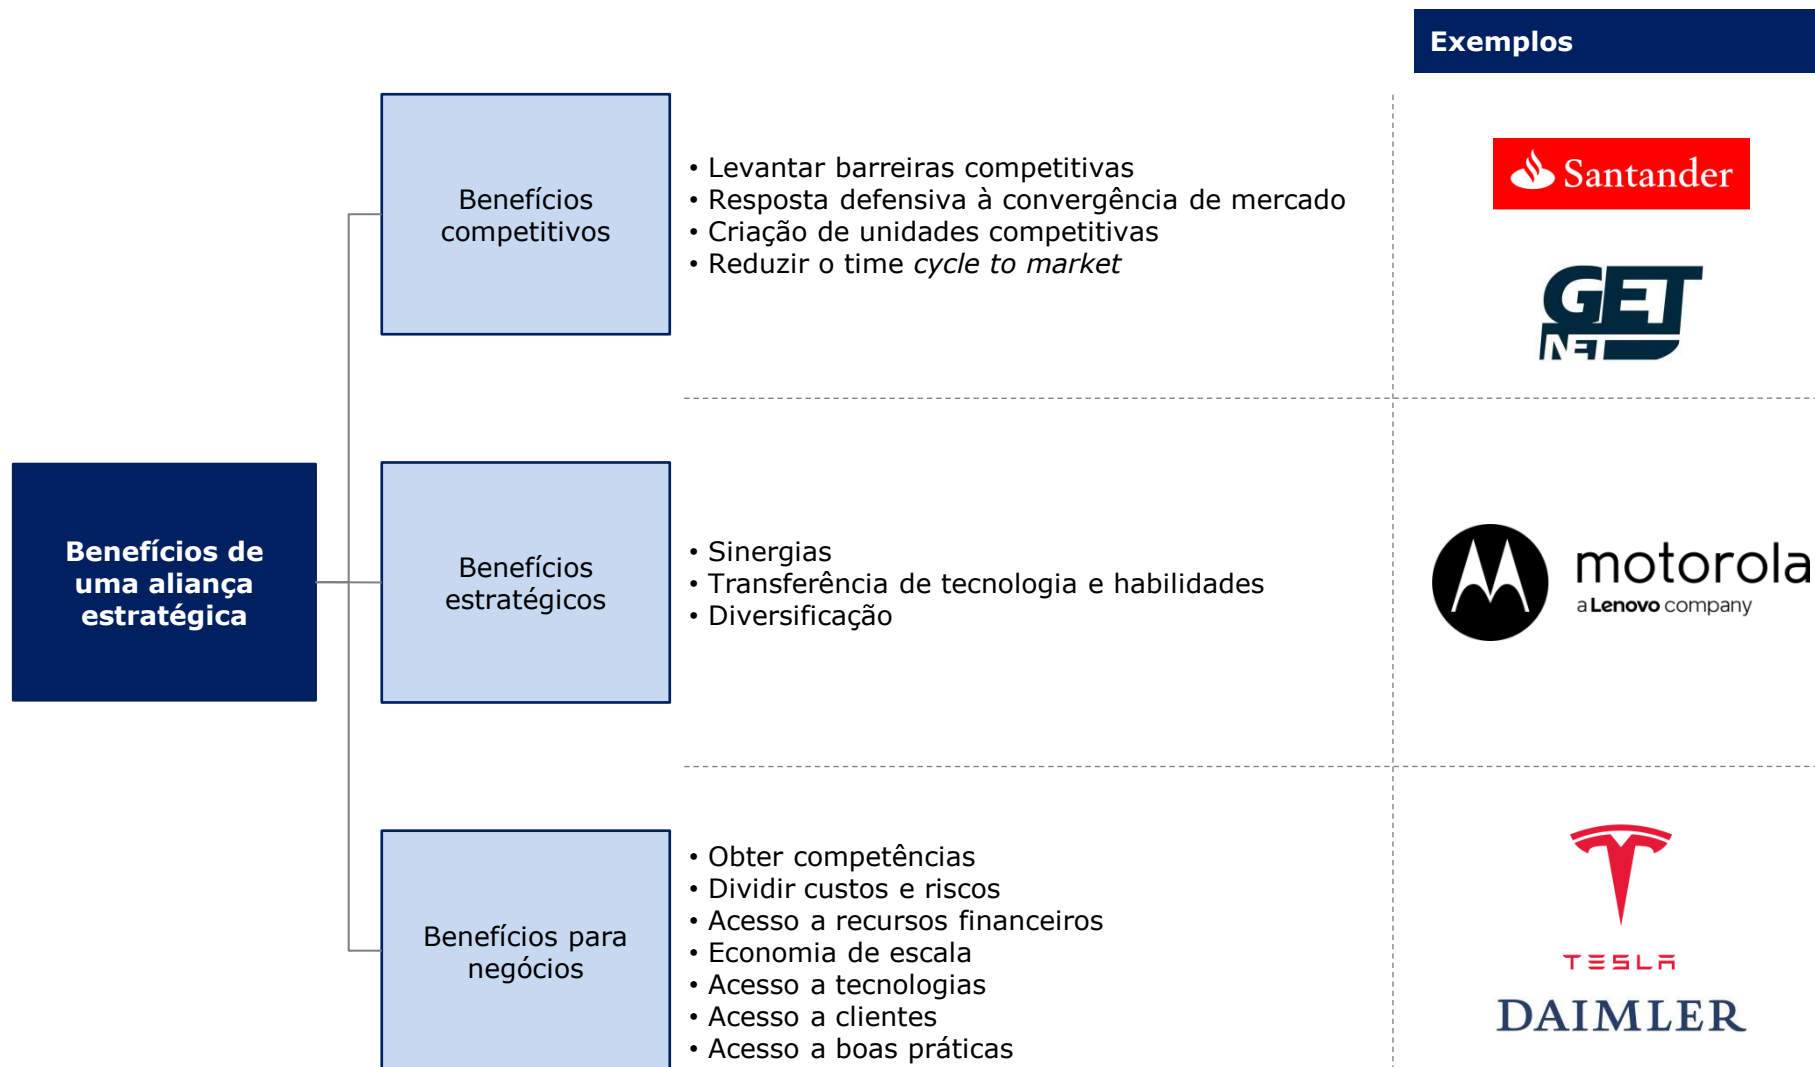 Exemplos
Benefícios
competitivos
• Levantar barreiras competitivas
• Resposta defensiva à convergência de mercado
• Criação de unidades competitivas
• Reduzir o time cycle to market
Santander
GET
NET
Benefícios de
uma aliança
estratégica
Benefícios
estratégicos
• Sinergias
• Transferência de tecnologia e habilidades
• Diversificação
motorola
a Lenovo company
Benefícios para
negócios
• Obter competências
• Dividir custos e riscos
• Acesso a recursos financeiros
• Economia de escala
• Acesso a tecnologias
• Acesso a clientes
• Acesso a boas práticas
TESLA
DAIMLER